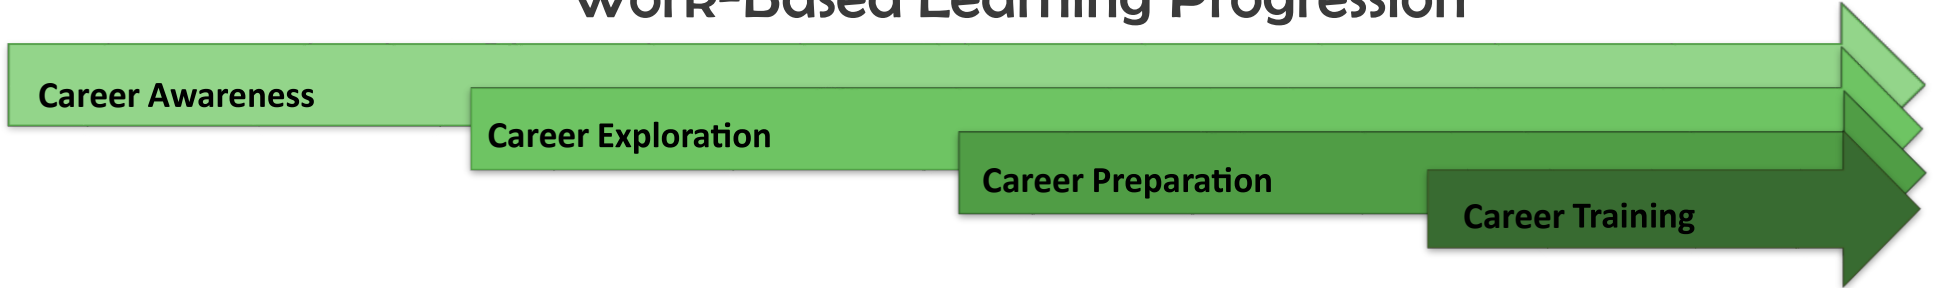 Work-Based Learning Progression
Career Awareness
Career Exploration
Career Preparation
Career Training